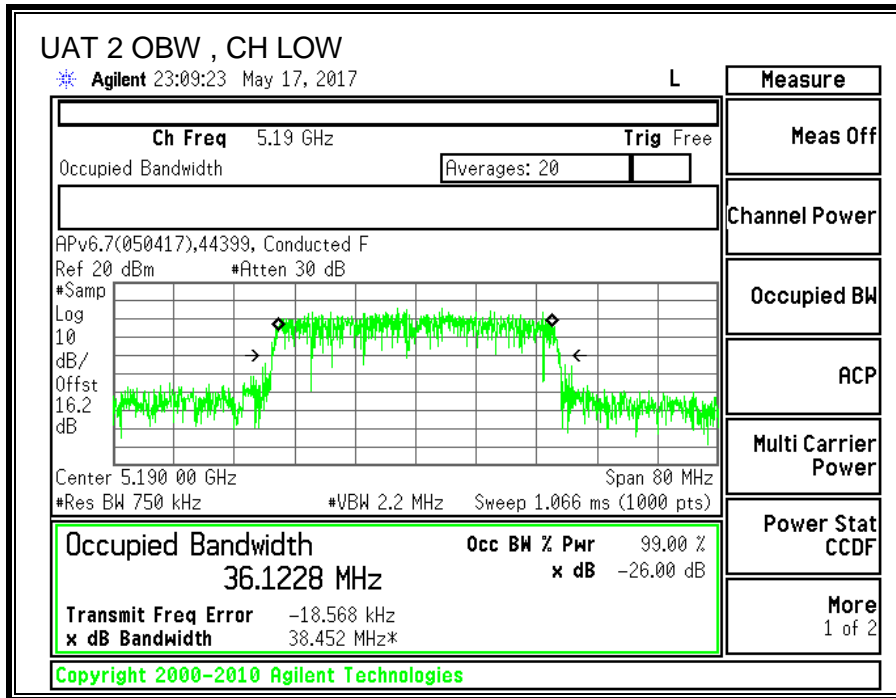 UAT 2 OBW , CH LOW
Agilent 23:09:23 May 17, 2017 L
Measure
Ch Freq 5.19 GHz Trig Free
Meas Off
Occupied Bandwidth Averages: 20
Channel Power
APv6.7(050417),44399, Conducted F
Ref 20 dBm #Atten 30 dB
#Samp
Log
10
dB/
Offst
16.2
dB
Occupied BW
ACP
Multi Carrier
Power
Center 5.190 00 GHz Span 80 MHz
#Res BW 750 kHz #VBW 2.2 MHz Sweep 1.066 ms (1000 pts)
Power Stat
CCDF
Occupied Bandwidth Occ BW % Pwr 99.00 %
36.1228 MHz x dB -26.00 dB
Transmit Freq Error -18.568 kHz
x dB Bandwidth 38.452 MHz*
More
1 of 2
Copyright 2000-2010 Agilent Technologies